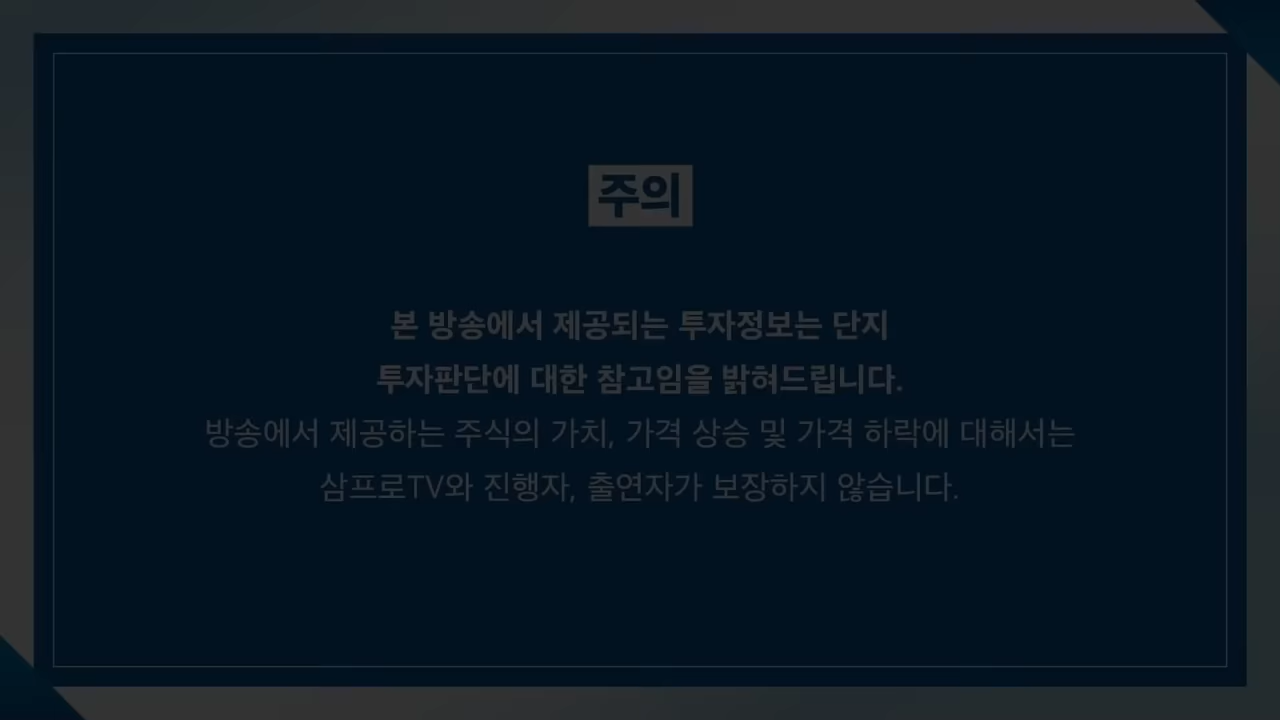 주의
본 방송에서 제공되는 투자정보는 단지
투자판단에 대한 참고임을 밝혀드립니다.
방송에서 제공하는 주식의 가치, 가격 상승 및 가격 하락에 대해서는
삼프로TV와 진행자, 출연자가 보장하지 않습니다.